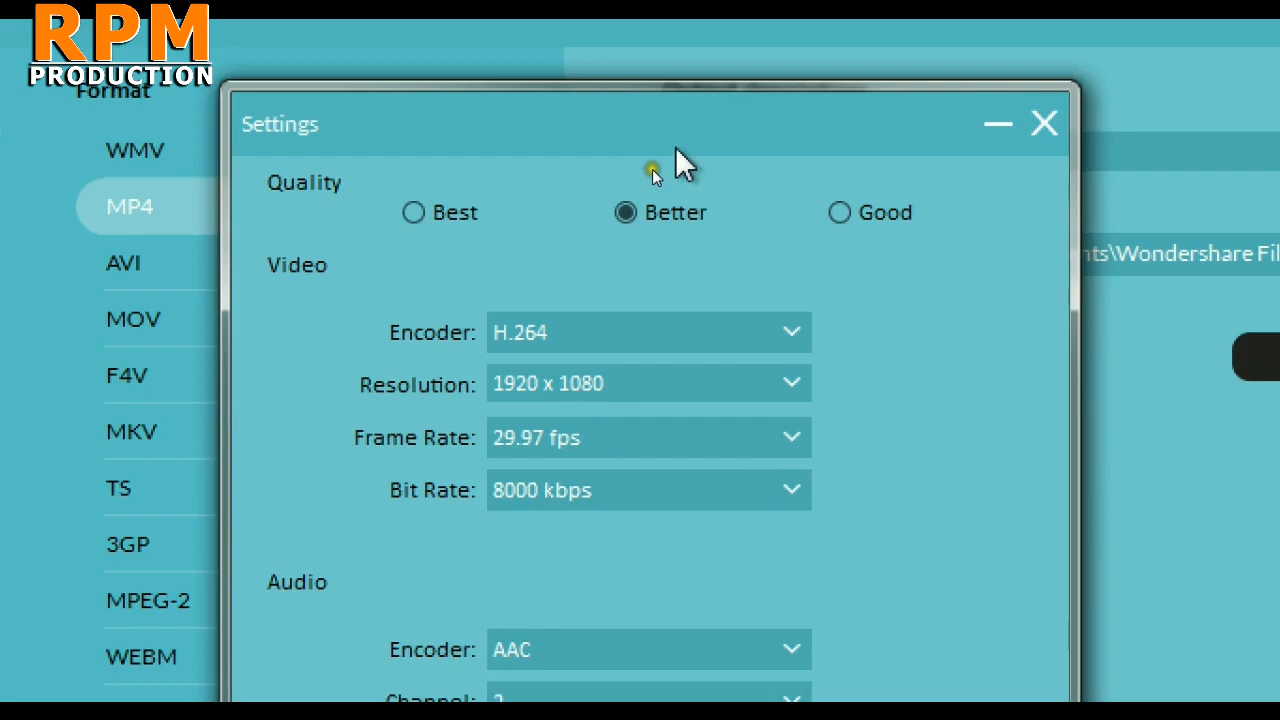 RPM
PRODUCTION
Format
WMV
MP4
AVI
MOV
F4V
MKV
TS
3GP
MPEG-2
WEBM
Settings
Quality
Best
Better
Good
Video
Encoder: H.264
Resolution: 1920 x 1080
Frame Rate: 29.97 fps
Bit Rate: 8000 kbps
Audio
Encoder: AAC
Channel: 2
nts\Wondershare Fil